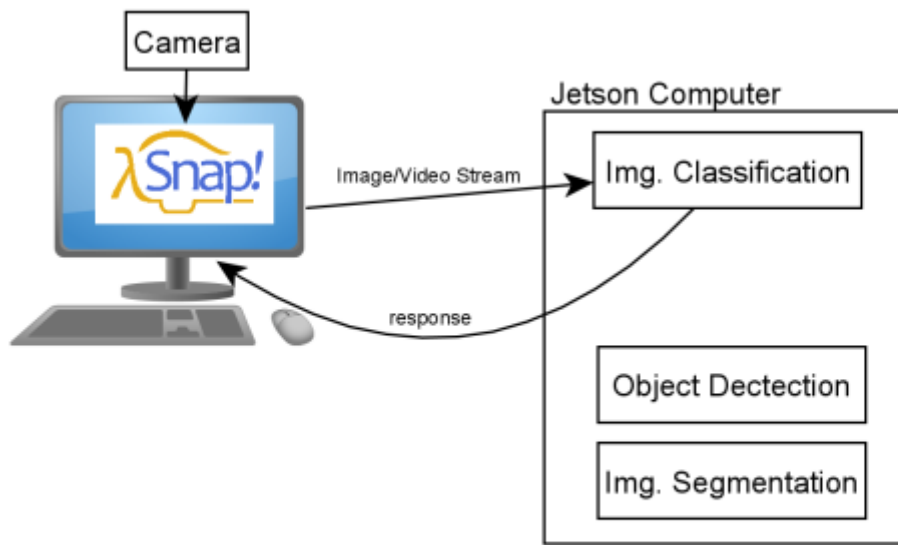 Camera
Jetson Computer
λSnap!
Image/Video Stream
Img. Classification
response
Object Dectection
Img. Segmentation